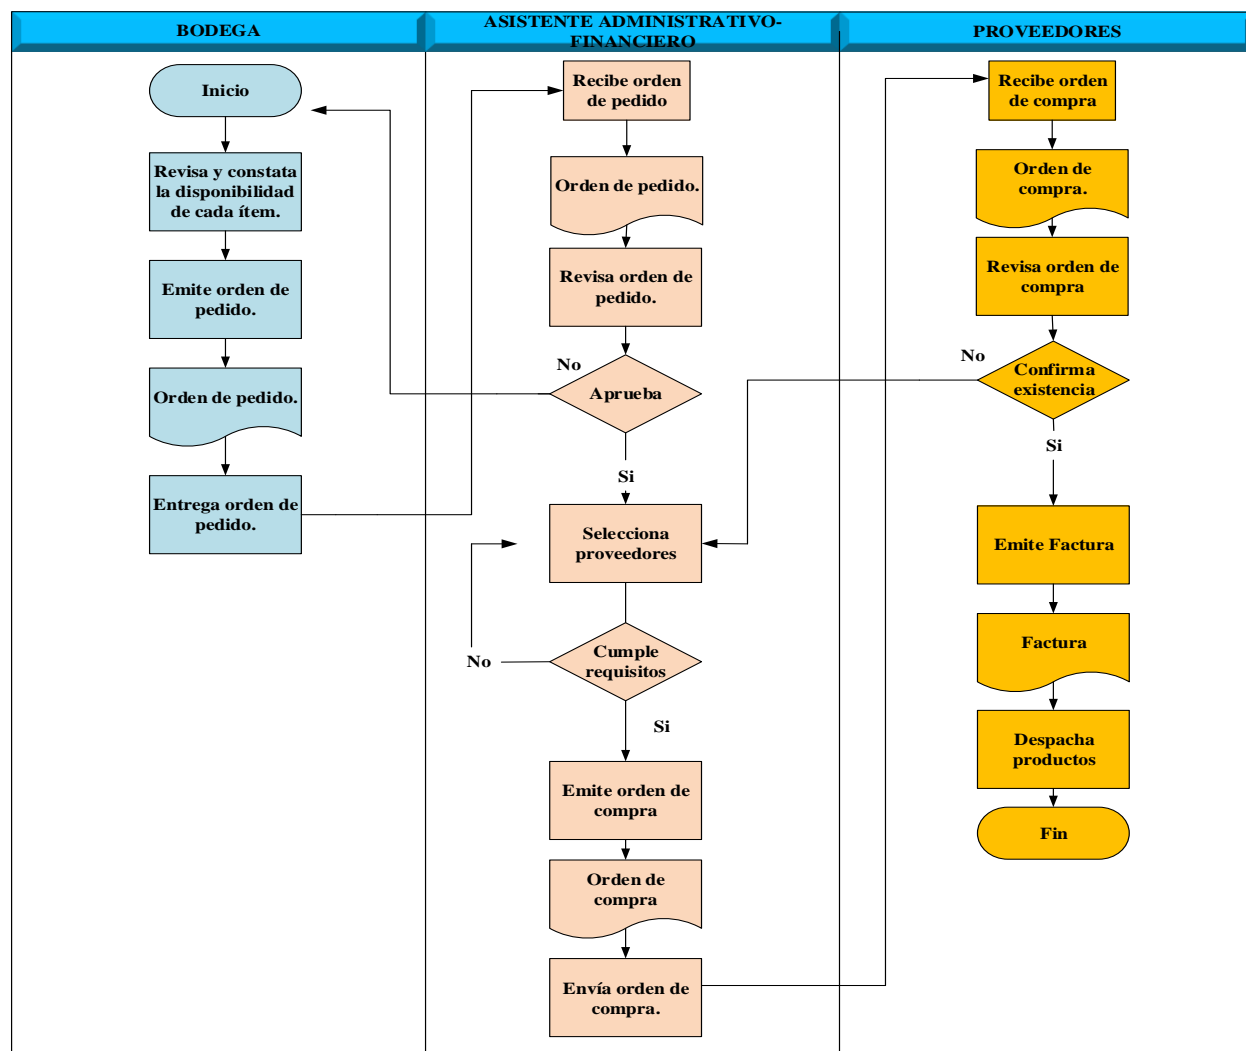 BODEGA
ASISTENTE ADMINISTRATIVO-
FINANCIERO
PROVEEDORES
Inicio
Revisa y constata
la disponibilidad
de cada ítem.
Emite orden de
pedido.
Orden de pedido.
Entrega orden de
pedido.
Recibe orden
de pedido
Orden de pedido.
Revisa orden de
pedido.
No
Aprueba
Si
Selecciona
proveedores
No
Cumple
requisitos
Si
Emite orden de
compra
Orden de
compra
Envía orden de
compra.
Recibe orden
de compra
Orden de
compra.
Revisa orden de
compra
No
Confirma
existencia
Si
Emite Factura
Factura
Despacha
productos
Fin